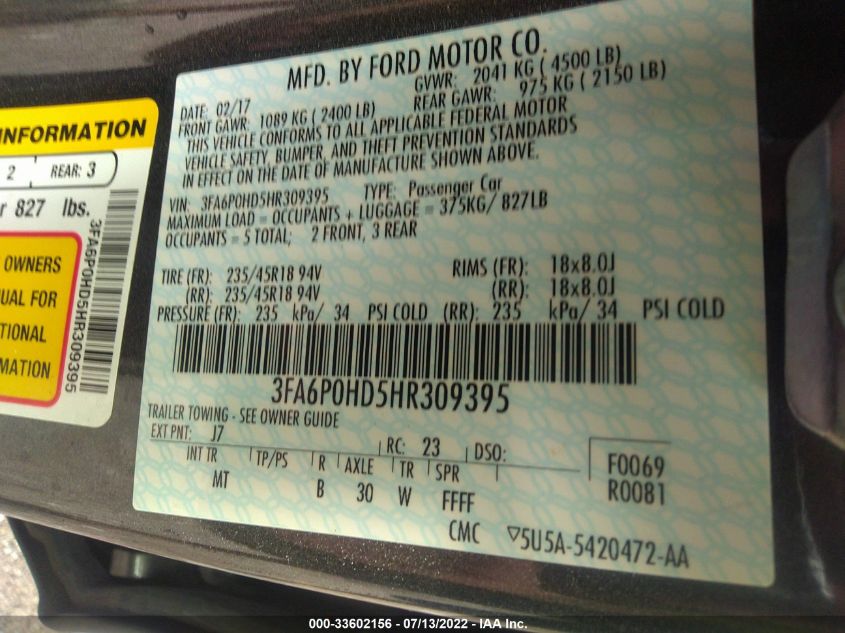 MFD. BY FORD MOTOR CO.
DATE: 02/17
GVWR: 2041 KG ( 4500 LB)
FRONT GAWR: 1089 KG ( 2400 LB)
REAR GAWR: 975 KG ( 2150 LB)
THIS VEHICLE CONFORMS TO ALL APPLICABLE FEDERAL MOTOR
VEHICLE SAFETY, BUMPER, AND THEFT PREVENTION STANDARDS
IN EFFECT ON THE DATE OF MANUFACTURE SHOWN ABOVE.
VIN: 3FA6P0HD5HR309395 TYPE: Passenger Car
MAXIMUM LOAD = OCCUPANTS + LUGGAGE = 375KG/ 827LB
OCCUPANTS = 5 TOTAL; 2 FRONT, 3 REAR
TIRE (FR): 235/45R18 94V RIMS (FR): 18x8.0J
(RR): 235/45R18 94V (RR): 18x8.0J
PRESSURE (FR): 235 kPa/ 34 PSI COLD (RR): 235 kPa/ 34 PSI COLD
3FA6P0HD5HR309395
TRAILER TOWING - SEE OWNER GUIDE
EXT PNT: J7 RC: 23 DSO:
INT TR TP/PS R AXLE TR SPR
MT B 30 W FFFF
F0069
R0081
CMC ▽5U5A-5420472-AA
INFORMATION
2 REAR: 3
827 lbs.
OWNERS
FOR
MATION
3FA6P0HD5HR309395
000-33602156 - 07/13/2022 - IAA Inc.